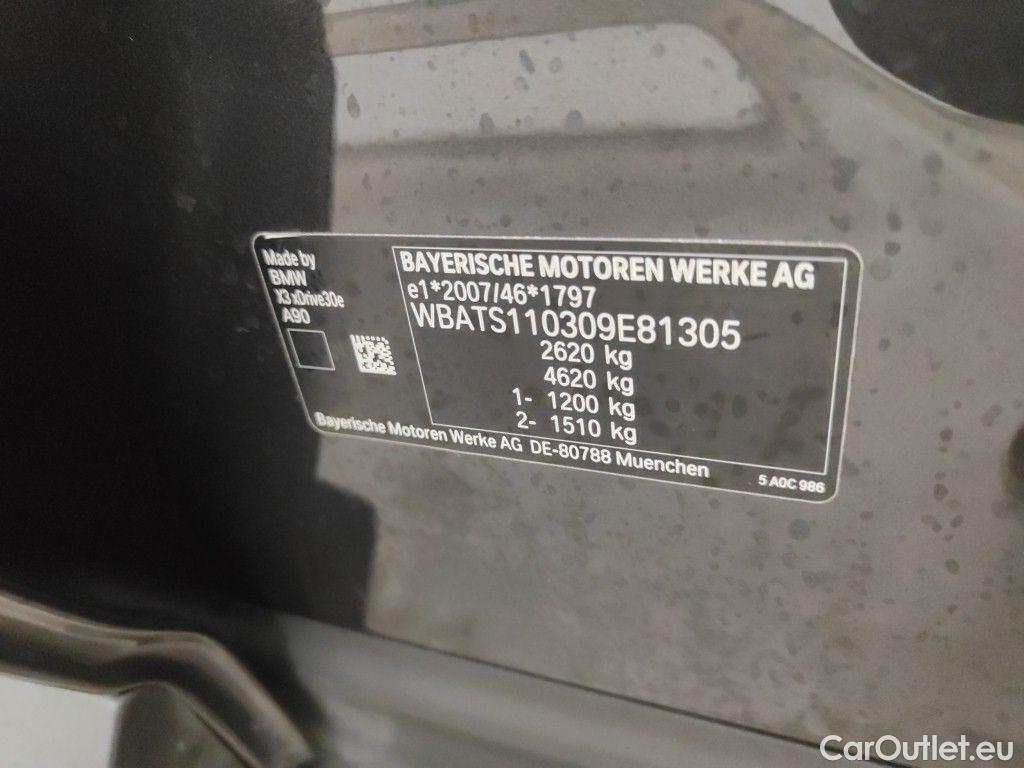 Made by
BMW
X3 xDrive30e
A90
BAYERISCHE MOTOREN WERKE AG
e1*2007/46*1797
WBATS110309E81305
2620 kg
4620 kg
1- 1200 kg
2- 1510 kg
Bayerische Motoren Werke AG DE-80788 Muenchen
5 A0C 986
CarOutlet.eu